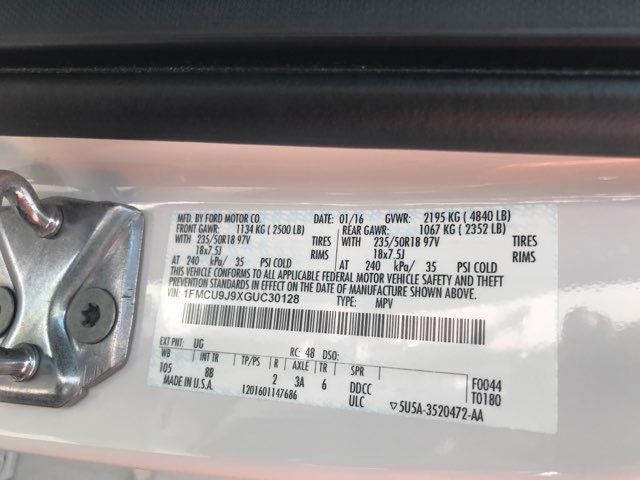 MFD. BY FORD MOTOR CO. DATE: 01/16 GVWR: 2195 KG ( 4840 LB)
FRONT GAWR: 1134 KG ( 2500 LB) REAR GAWR: 1067 KG ( 2352 LB)
WITH 235/50R18 97V TIRES WITH 235/50R18 97V TIRES
18x7.5J RIMS 18x7.5J RIMS
AT 240 kPa/ 35 PSI COLD AT 240 kPa/ 35 PSI COLD
THIS VEHICLE CONFORMS TO ALL APPLICABLE FEDERAL MOTOR VEHICLE SAFETY AND THEFT
PREVENTION STANDARDS IN EFFECT ON THE DATE OF MANUFACTURE SHOWN ABOVE.
VIN: 1FMCU9J9XGUC30128 TYPE: MPV
EXT PNT: UG RC: 48 DSO:
WB INT TR TP/PS R AXLE TR SPR
105 8B 2 3A 6 DDCC F0044
MADE IN U.S.A. 1201601147686 ULC ▽5U5A-3520472-AA T0180